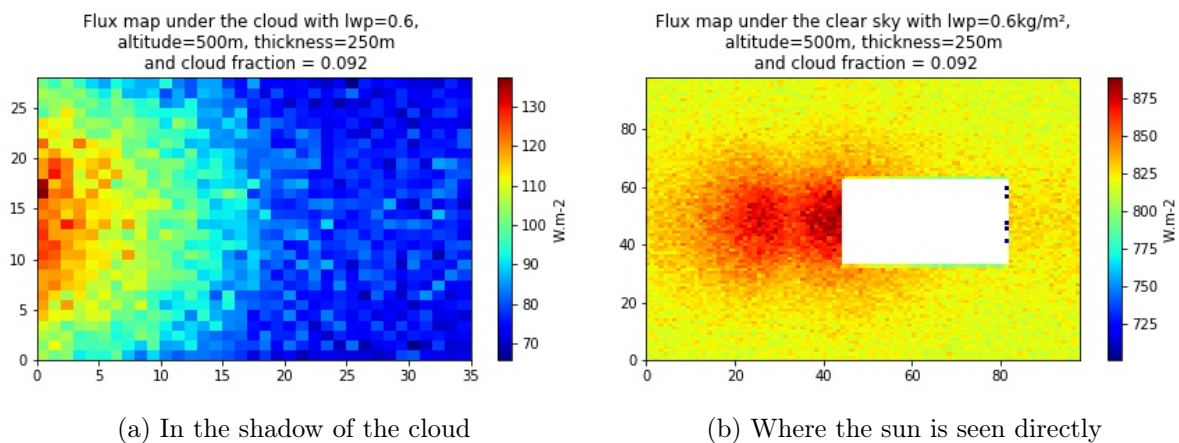 Flux map under the cloud with lwp=0.6,
altitude=500m, thickness=250m
and cloud fraction = 0.092
25
20
15
10
5
0
0 5 10 15 20 25 30 35
130
120
110
100
90
80
70
W.m-2
(a) In the shadow of the cloud
Flux map under the clear sky with lwp=0.6kg/m²,
altitude=500m, thickness=250m
and cloud fraction = 0.092
80
60
40
20
0
0 20 40 60 80
875
850
825
800
775
750
725
W.m-2
(b) Where the sun is seen directly